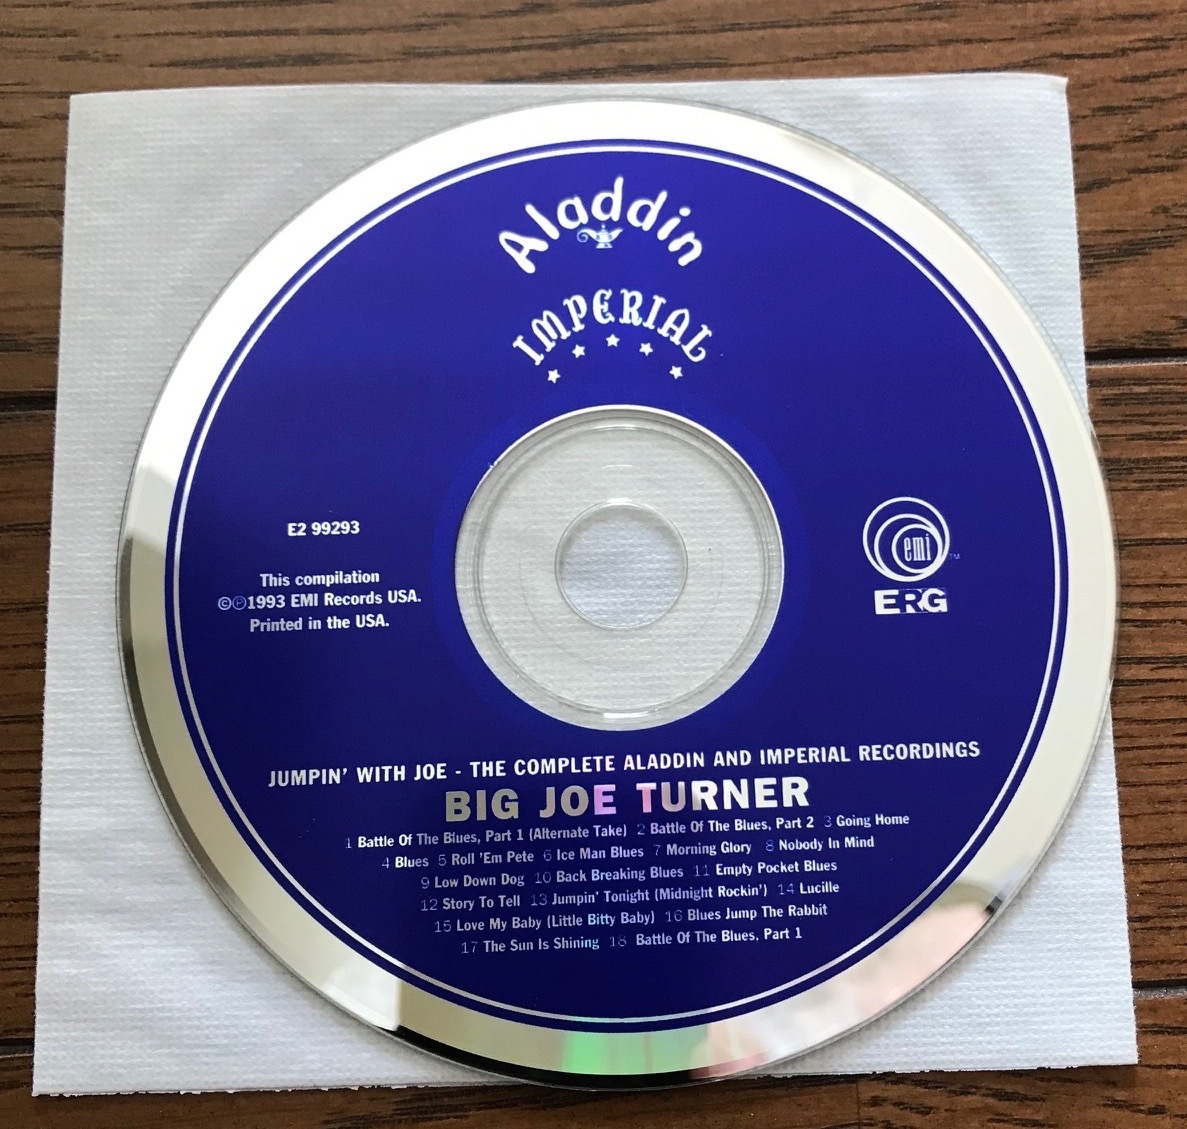 Aladdin
IMPERIAL
E2 99293
This compilation
©℗1993 EMI Records USA.
Printed in the USA.
emi™
ERG
JUMPIN' WITH JOE - THE COMPLETE ALADDIN AND IMPERIAL RECORDINGS
BIG JOE TURNER
1 Battle Of The Blues, Part 1 (Alternate Take) 2 Battle Of The Blues, Part 2 3 Going Home
4 Blues 5 Roll 'Em Pete 6 Ice Man Blues 7 Morning Glory 8 Nobody In Mind
9 Low Down Dog 10 Back Breaking Blues 11 Empty Pocket Blues
12 Story To Tell 13 Jumpin' Tonight (Midnight Rockin') 14 Lucille
15 Love My Baby (Little Bitty Baby) 16 Blues Jump The Rabbit
17 The Sun Is Shining 18 Battle Of The Blues, Part 1